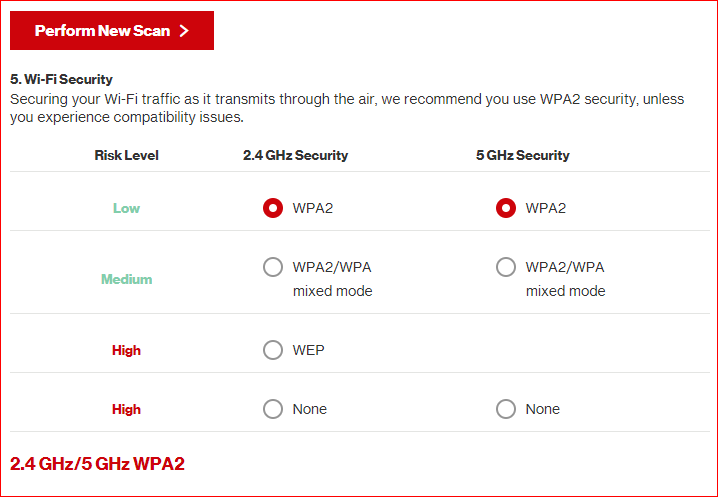 Perform New Scan >
5. Wi-Fi Security
Securing your Wi-Fi traffic as it transmits through the air, we recommend you use WPA2 security, unless
you experience compatibility issues.
Risk Level 2.4 GHz Security 5 GHz Security
Low WPA2 WPA2
Medium WPA2/WPA mixed mode WPA2/WPA mixed mode
High WEP
High None None
2.4 GHz/5 GHz WPA2